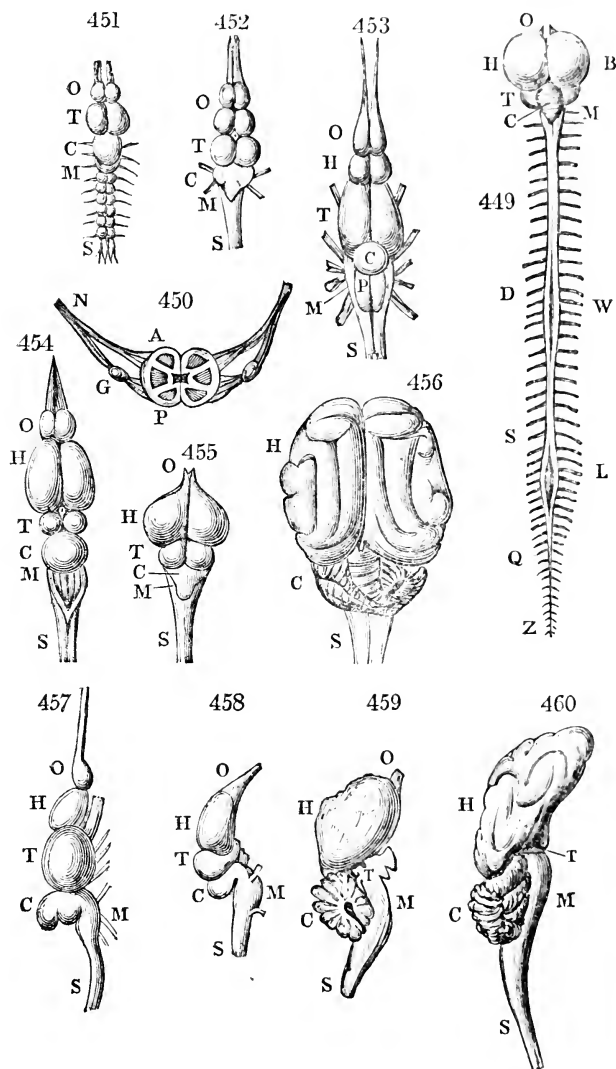 451
O
T
C
M
S
452
O
T
C
M
S
453
O
H
T
C
P
M
S
O
H B
T
C M
449
D W
S
L
Q
Z
450
N
A
G
P
454
O
H
T
C
M
S
455
O
H
T
C
M
S
456
H
C
S
457
O
H
T
C M
S
458
O
H
T
C M
S
459
O
H
T
C M
S
460
H
T
C M
S